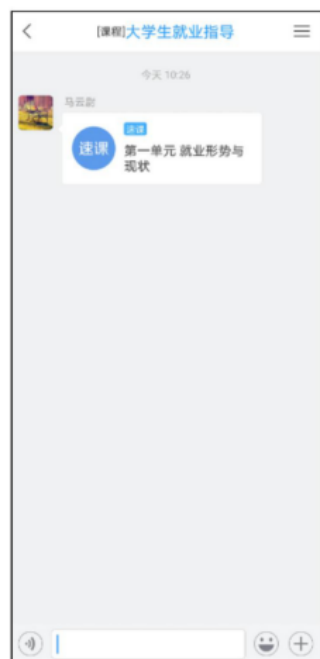 [课程]大学生就业指导
今天 10:26
马云尉
速课
速课
第一单元 就业形势与
现状